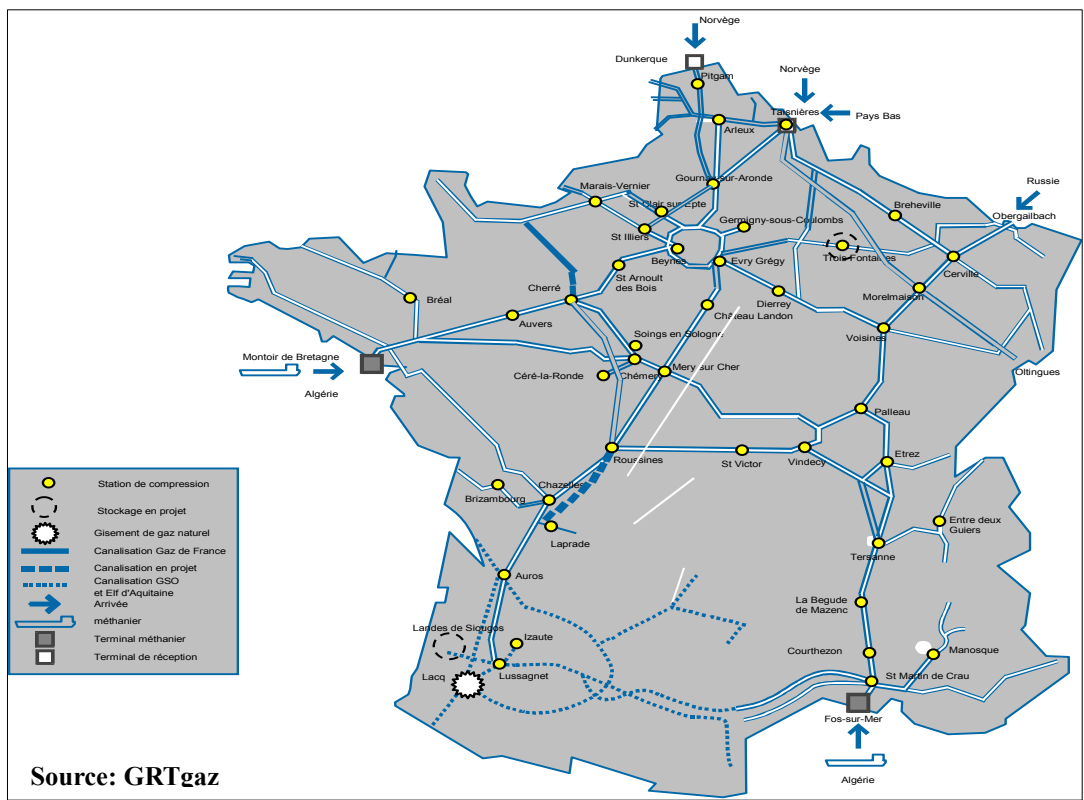 Norvège
Dunkerque
Pitgam
Norvège
Taisnières
Pays Bas
Arleux
Gournay-sur-Aronde
Marais-Vernier
St Clair sur Epte
Breheville
Russie
Obergailbach
Germigny-sous-Coulombs
St Illiers
Beynes
Evry Grégy
Trois Fontaines
Cerville
St Arnoult
des Bois
Cherré
Bréal
Dierrey
Morelmaison
Château Landon
Auvers
Voisines
Soings en Sologne
Montoir de Bretagne
Algérie
Céré-la-Ronde
Chémery
Mery sur Cher
Oltingues
Palleau
Roussines
St Victor
Vindecy
Etrez
Station de compression
Stockage en projet
Gisement de gaz naturel
Canalisation Gaz de France
Canalisation en projet
Canalisation GSO
et Elf d'Aquitaine
Arrivée
méthanier
Terminal méthanier
Terminal de réception
Chazelles
Brizambourg
Laprade
Entre deux
Guiers
Tersanne
Auros
La Begude
de Mazenc
Landes de Siougos
Izaute
Courthezon
Manosque
Lacq
Lussagnet
St Martin de Crau
Fos-sur-Mer
Algérie
Source: GRTgaz